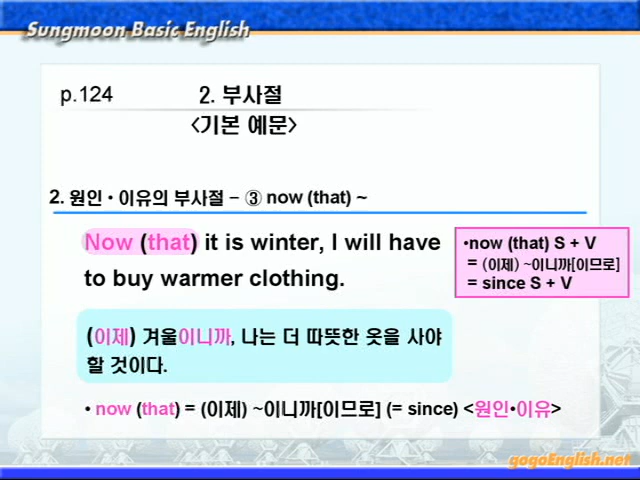 Sungmoon Basic English
p.124
2. 부사절
<기본 예문>
2. 원인 • 이유의 부사절 – ③ now (that) ~
Now (that) it is winter, I will have
to buy warmer clothing.
•now (that) S + V
= (이제) ~이니까[이므로]
= since S + V
(이제) 겨울이니까, 나는 더 따뜻한 옷을 사야
할 것이다.
• now (that) = (이제) ~이니까[이므로] (= since) <원인•이유>
gogoEnglish.net